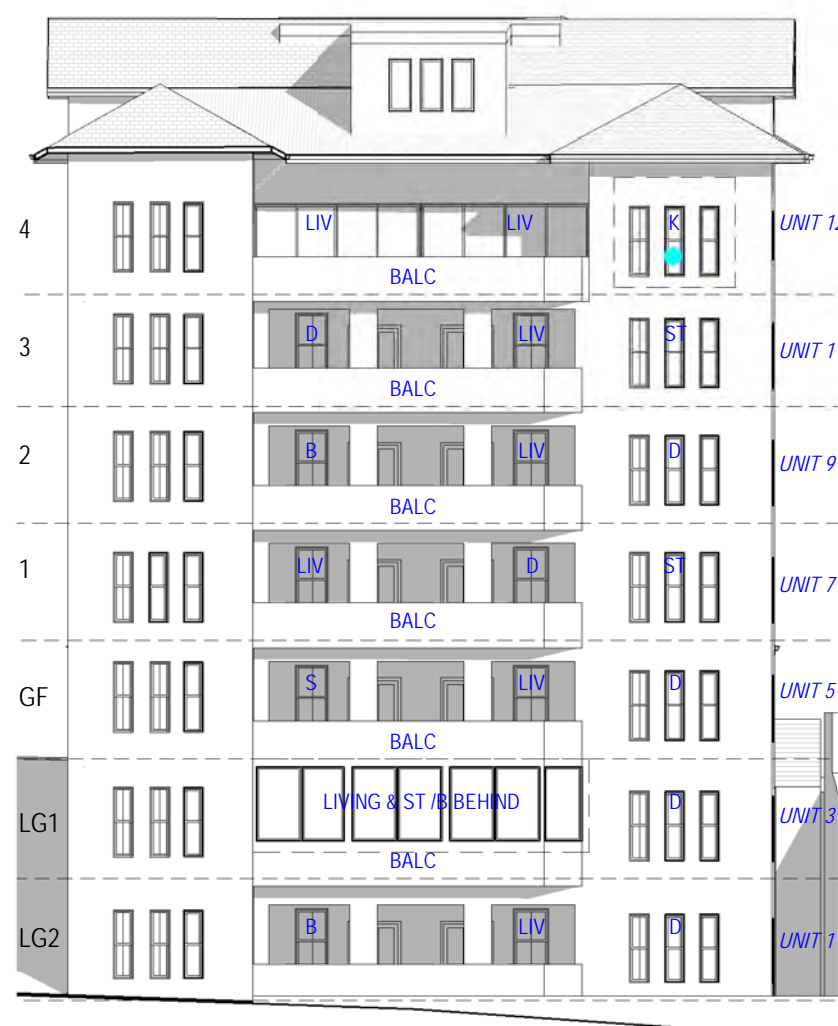 4 LIV LIV K UNIT 12
BALC
3 D LIV ST UNIT 1
BALC
2 B LIV D UNIT 9
BALC
1 LIV D ST UNIT 7
BALC
GF S LIV D UNIT 5
BALC
LG1 LIVING & ST /B BEHIND D UNIT 3
BALC
LG2 B LIV D UNIT 1